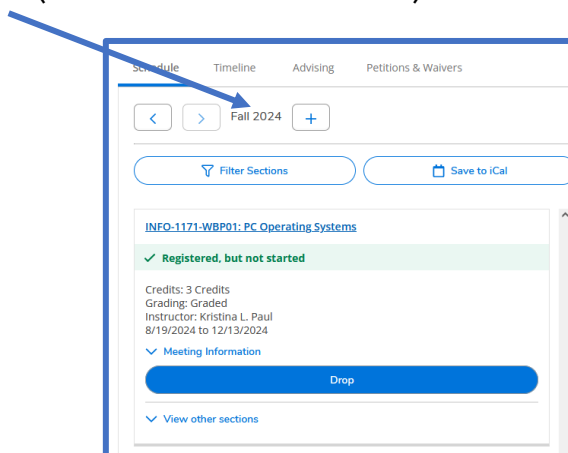 Schedule Timeline Advising Petitions & Waivers
Fall 2024
Filter Sections Save to iCal
INFO-1171-WBP01: PC Operating Systems
Registered, but not started
Credits: 3 Credits
Grading: Graded
Instructor: Kristina L. Paul
8/19/2024 to 12/13/2024
Meeting Information
Drop
View other sections